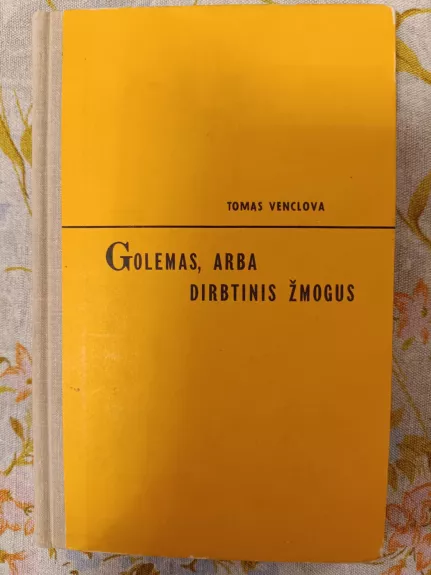 TOMAS VENCLOVA
GOLEMAS, ARBA
DIRBTINIS ŽMOGUS